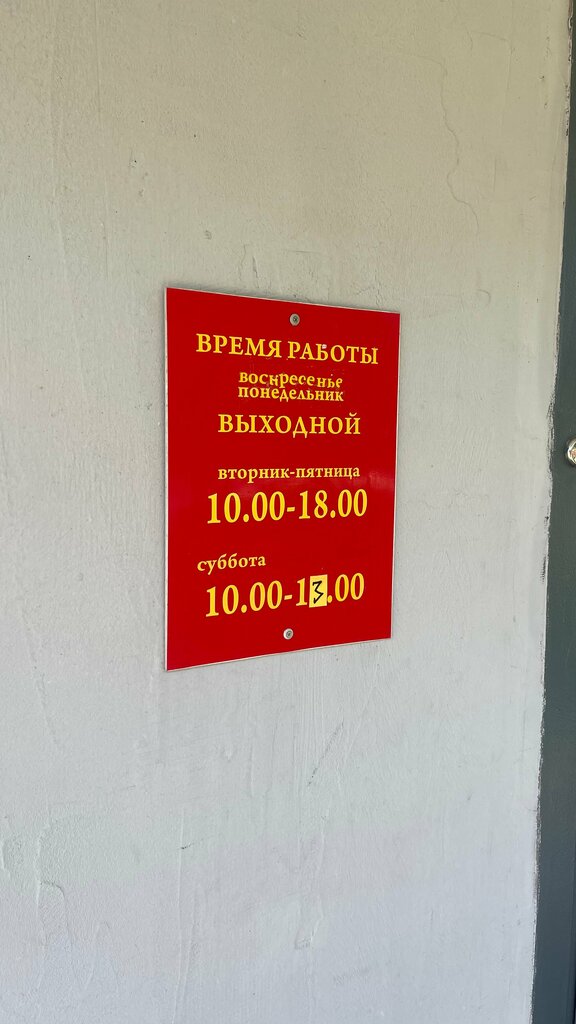 ВРЕМЯ РАБОТЫ
воскресенье
понедельник
ВЫХОДНОЙ
вторник-пятница
10.00-18.00
суббота
10.00-13.00